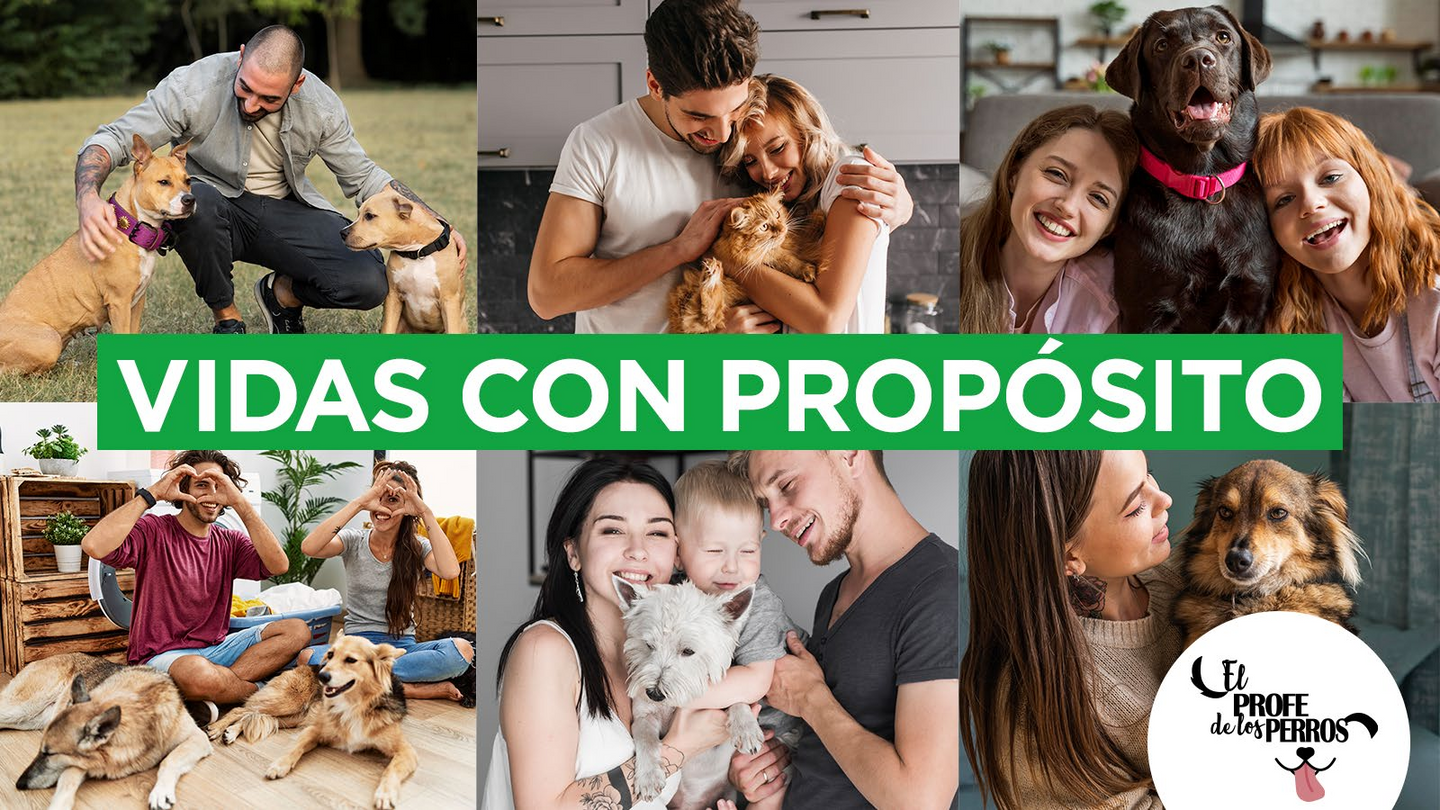 VIDAS CON PROPÓSITO
El
PROFE
de los PERROS